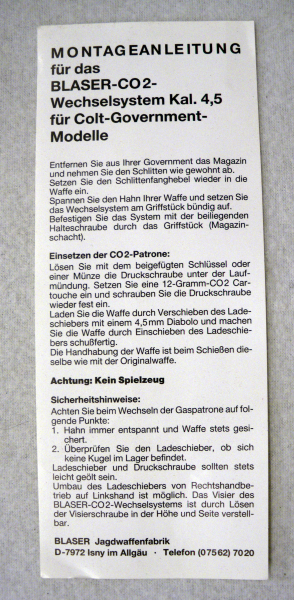 MONTAGEANLEITUNG
für das
BLASER-CO2-
Wechselsystem Kal. 4,5
für Colt-Government-
Modelle
Entfernen Sie aus Ihrer Government das Magazin
und nehmen Sie den Schlitten wie gewohnt ab.
Setzen Sie den Schlittenfanghebel wieder in die
Waffe ein.
Spannen Sie den Hahn Ihrer Waffe und setzen Sie
das Wechselsystem am Griffstück bündig auf.
Befestigen Sie das System mit der beiliegenden
Halteschraube durch das Griffstück (Magazin-
schacht).
Einsetzen der CO2-Patrone:
Lösen Sie mit dem beigefügten Schlüssel oder
einer Münze die Druckschraube unter der Lauf-
mündung. Setzen Sie eine 12-Gramm-CO2 Car-
touche ein und schrauben Sie die Druckschraube
wieder fest ein.
Laden Sie die Waffe durch Verschieben des Lade-
schiebers mit einem 4,5mm Diabolo und machen
Sie die Waffe durch Einschieben des Ladeschie-
bers schußfertig.
Die Handhabung der Waffe ist beim Schießen die-
selbe wie mit der Originalwaffe.
Achtung: Kein Spielzeug
Sicherheitshinweise:
Achten Sie beim Wechseln der Gaspatrone auf fol-
gende Punkte:
1. Hahn immer entspannt und Waffe stets gesi-
chert.
2. Überprüfen Sie den Ladeschieber, ob sich
keine Kugel im Lager befindet.
Ladeschieber und Druckschraube sollten stets
leicht geölt sein.
Umbau des Ladeschiebers von Rechtshandbe-
trieb auf Linkshand ist möglich. Das Visier des
BLASER-CO2-Wechselsystems ist durch Lösen
der Visierschraube in der Höhe und Seite verstell-
bar.
BLASER Jagdwaffenfabrik
D-7972 Isny im Allgäu · Telefon (07562) 7020